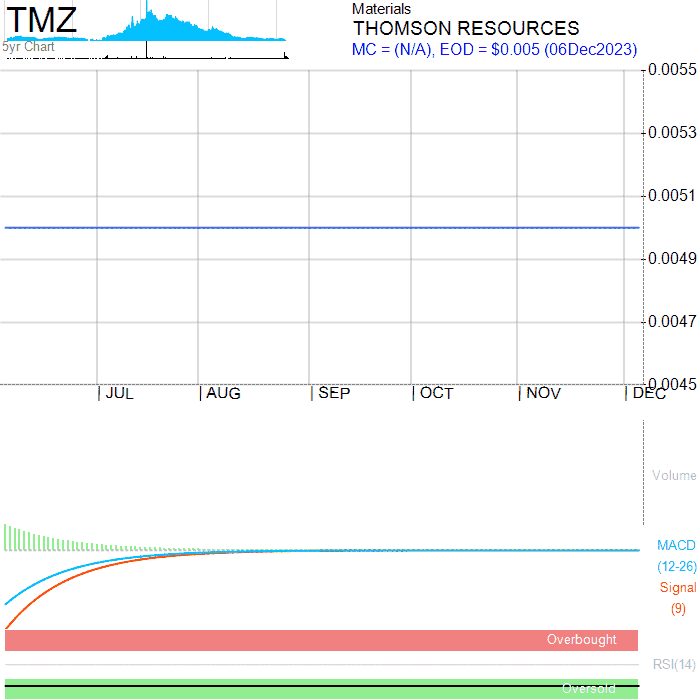 TMZ
5yr Chart
Materials
THOMSON RESOURCES
MC = (N/A), EOD = $0.005 (06Dec2023)
0.0055
0.0053
0.0051
0.0049
0.0047
0.0045
JUL
AUG
SEP
OCT
NOV
DEC
Volume
MACD
(12-26)
Signal
(9)
Overbought
RSI(14)
Oversold